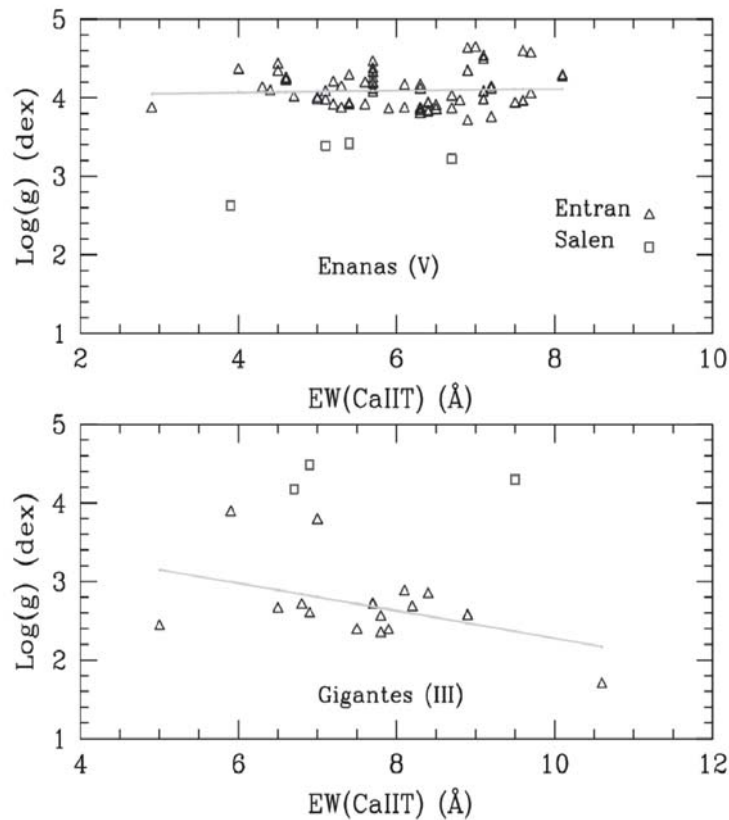 5
4
3
2
1
Log(g) (dex)
Entran
Salen
Enanas (V)
2 4 6 8 10
EW(CaIIT) (Å)
5
4
3
2
1
Log(g) (dex)
Gigantes (III)
4 6 8 10 12
EW(CaIIT) (Å)